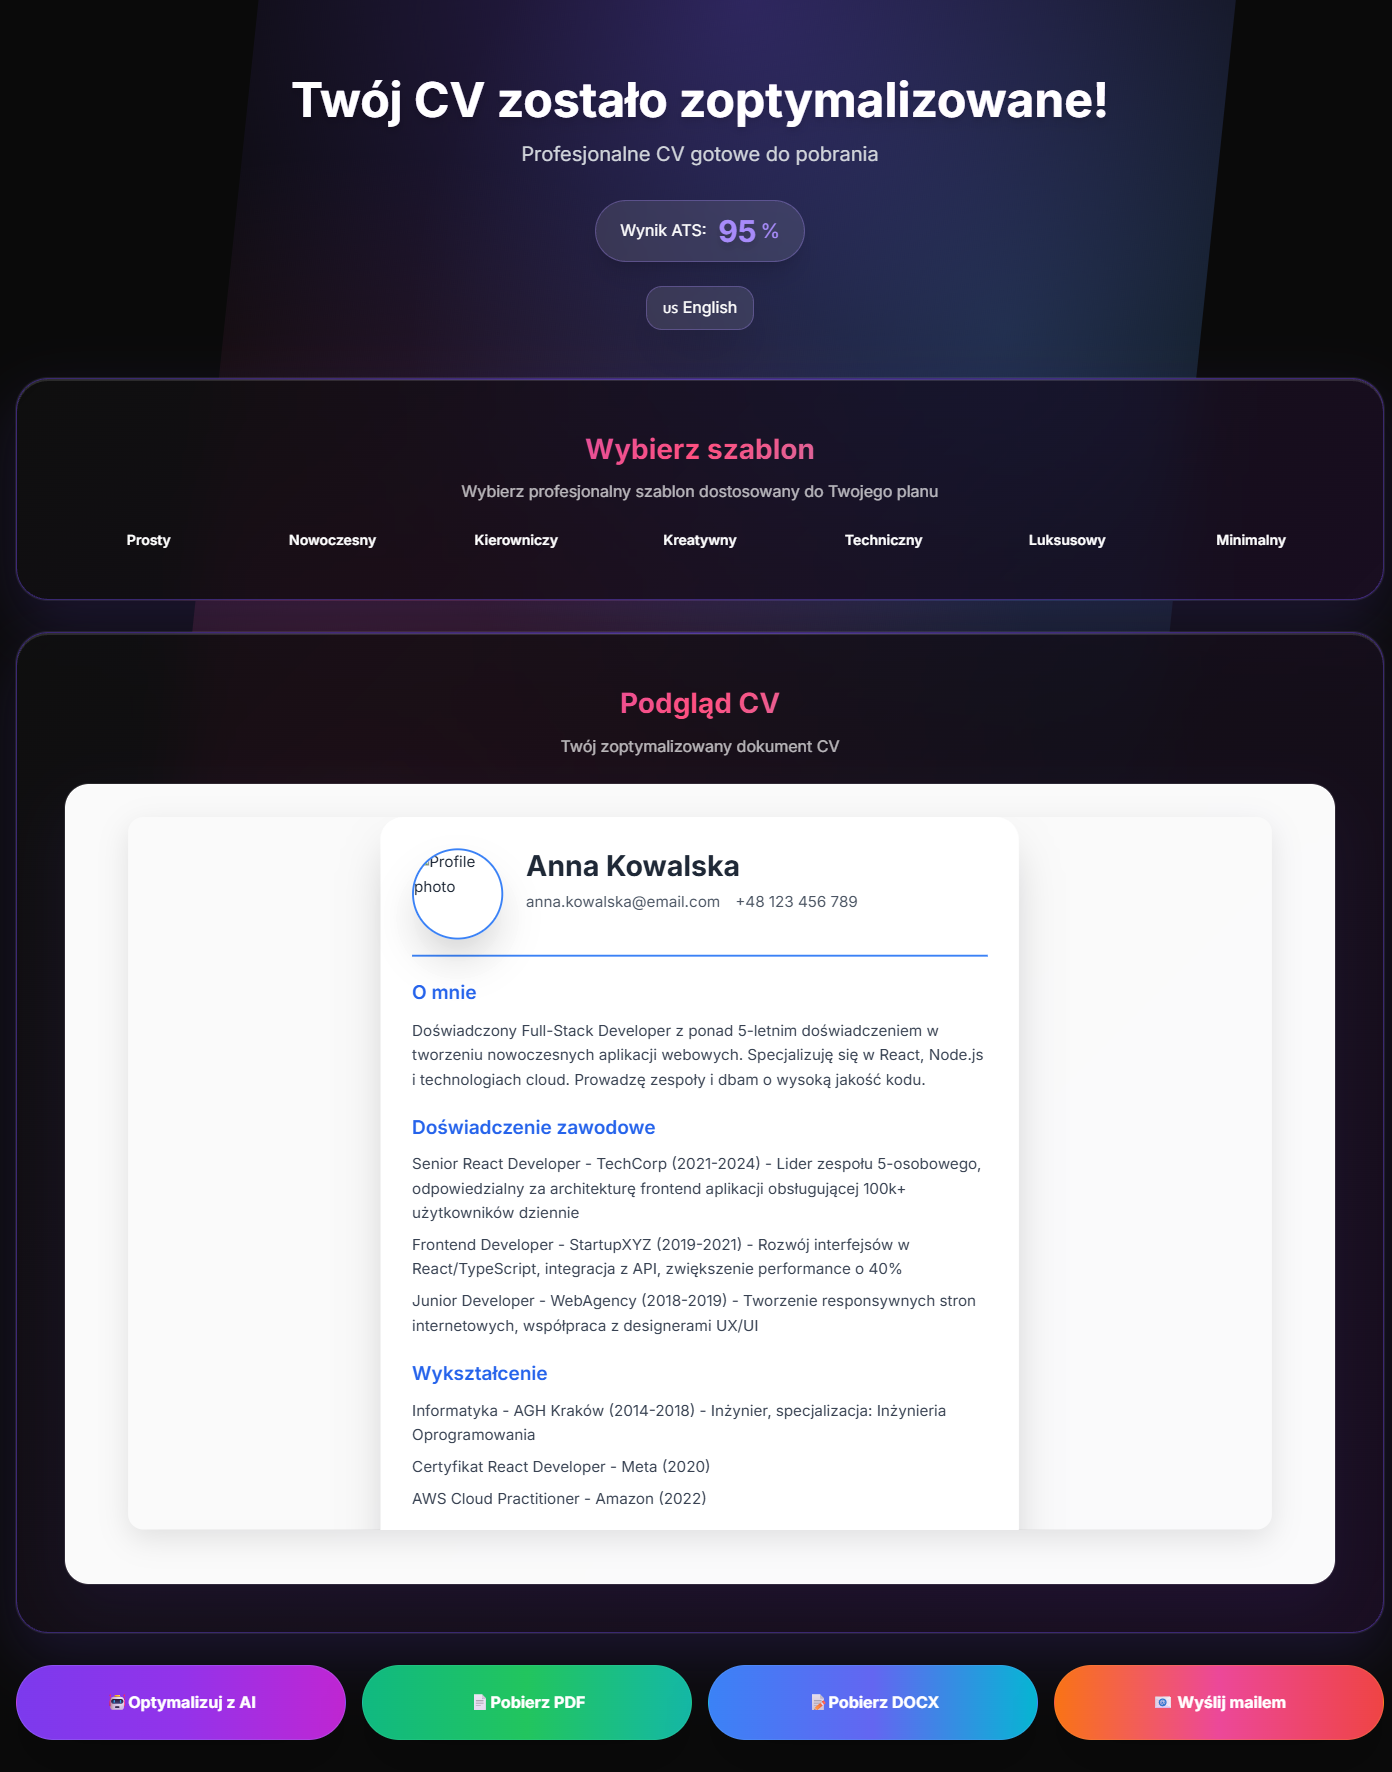 Twój CV zostało zoptymalizowane!
Profesjonalne CV gotowe do pobrania
Wynik ATS: 95 %
US English
Wybierz szablon
Wybierz profesjonalny szablon dostosowany do Twojego planu
Prosty Nowoczesny Kierowniczy Kreatywny Techniczny Luksusowy Minimalny
Podgląd CV
Twój zoptymalizowany dokument CV
Profile
photo
Anna Kowalska
anna.kowalska@email.com +48 123 456 789
O mnie
Doświadczony Full-Stack Developer z ponad 5-letnim doświadczeniem w
tworzeniu nowoczesnych aplikacji webowych. Specjalizuję się w React, Node.js
i technologiach cloud. Prowadzę zespoły i dbam o wysoką jakość kodu.
Doświadczenie zawodowe
Senior React Developer - TechCorp (2021-2024) - Lider zespołu 5-osobowego,
odpowiedzialny za architekturę frontend aplikacji obsługującej 100k+
użytkowników dziennie
Frontend Developer - StartupXYZ (2019-2021) - Rozwój interfejsów w
React/TypeScript, integracja z API, zwiększenie performance o 40%
Junior Developer - WebAgency (2018-2019) - Tworzenie responsywnych stron
internetowych, współpraca z designerami UX/UI
Wykształcenie
Informatyka - AGH Kraków (2014-2018) - Inżynier, specjalizacja: Inżynieria
Oprogramowania
Certyfikat React Developer - Meta (2020)
AWS Cloud Practitioner - Amazon (2022)
Optymalizuj z AI Pobierz PDF Pobierz DOCX Wyślij mailem